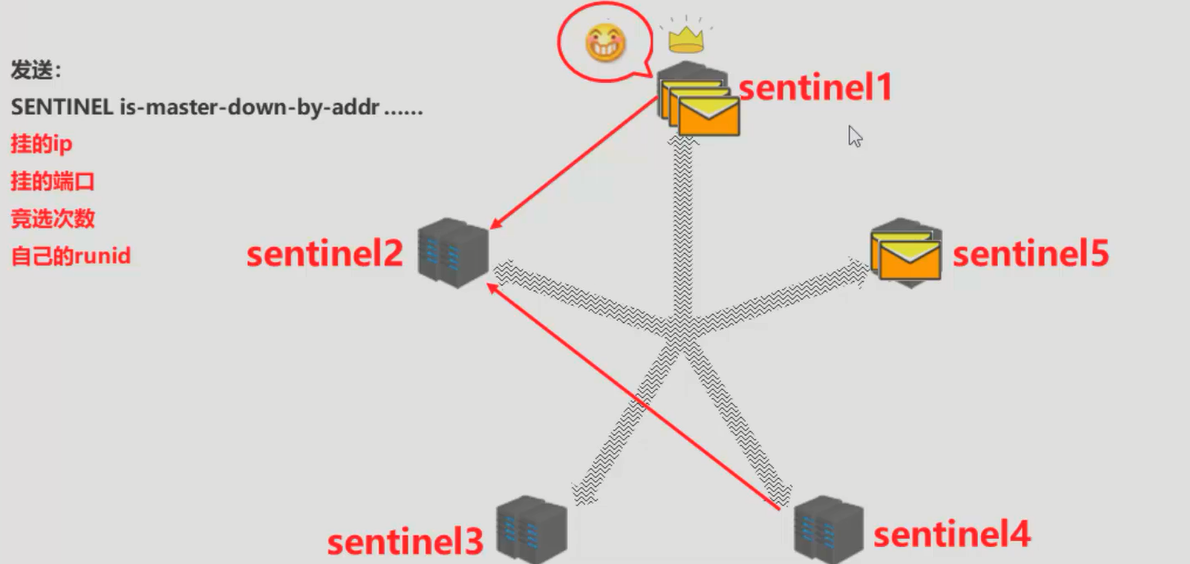 发送：
SENTINEL is-master-down-by-addr ......
挂的ip
挂的端口
竞选次数
自己的runid
sentinel1
sentinel2
sentinel5
sentinel3
sentinel4